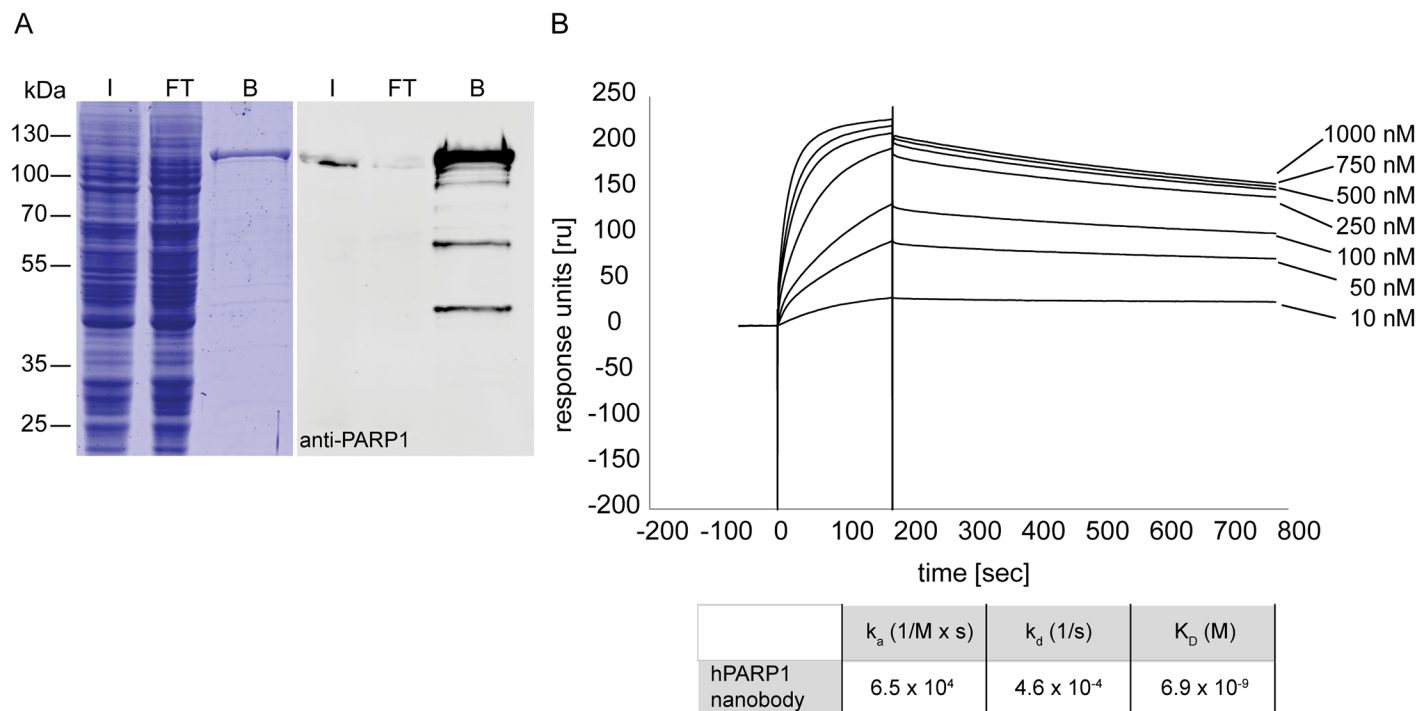 A
kDa I FT B I FT B
130
100
70
55
35
25
anti-PARP1
B
response units [ru]
250
200
150
100
50
0
-50
-100
-150
-200
-200 -100 0 100 200 300 400 500 600 700 800
time [sec]
1000 nM
750 nM
500 nM
250 nM
100 nM
50 nM
10 nM
kₐ (1/M x s) k_d (1/s) K_D (M)
hPARP1 nanobody 6.5 x 10⁴ 4.6 x 10⁻⁴ 6.9 x 10⁻⁹